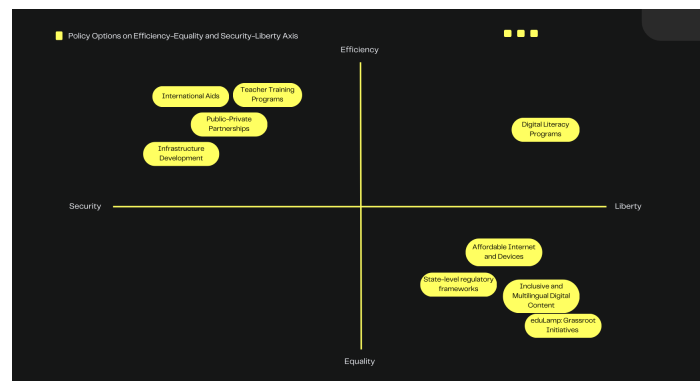 Policy Options on Efficiency-Equality and Security-Liberty Axis
Efficiency
International Aids
Teacher Training
Programs
Public-Private
Partnerships
Infrastructure
Development
Digital Literacy
Programs
Security
Liberty
Affordable Internet
and Devices
State-level regulatory
frameworks
Inclusive and
Multilingual Digital
Content
eduLamp: Grassroot
Initiatives
Equality